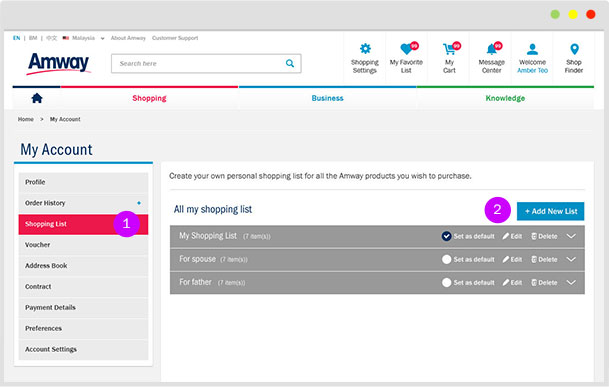 EN | BM | 中文 Malaysia About Amway Customer Support
Amway
Search here
Shopping Settings
99
My Favorite List
99
My Cart
99
Message Center
Welcome Amber Teo
Shop Finder
Shopping Business Knowledge
Home > My Account
My Account
Profile
Order History +
Shopping List
1
Voucher
Address Book
Contract
Payment Details
Preferences
Account Settings
Create your own personal shopping list for all the Amway products you wish to purchase.
All my shopping list
2
+ Add New List
My Shopping List (7 item(s)) Set as default Edit Delete
For spouse (7 item(s)) Set as default Edit Delete
For father (7 item(s)) Set as default Edit Delete